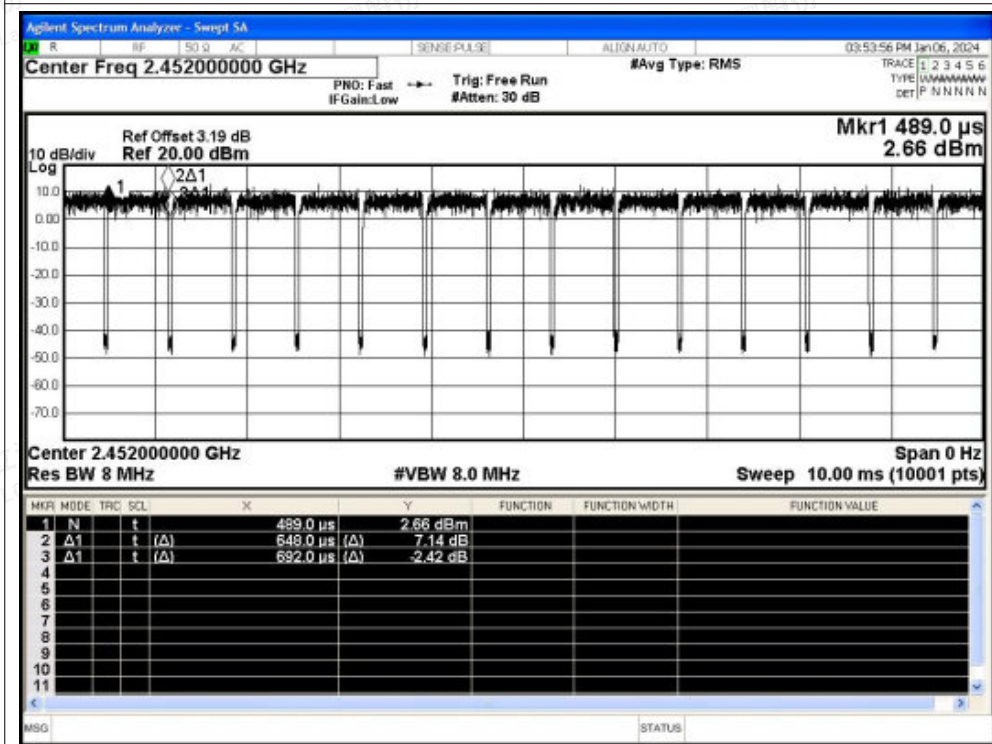 Agilent Spectrum Analyzer - Swept SA
LXI R RF 50 Ω AC SENSE:PULSE ALIGN AUTO 03:53:56 PM Jan 06, 2024
Center Freq 2.452000000 GHz #Avg Type: RMS TRACE 1 2 3 4 5 6
PNO: Fast Trig: Free Run TYPE
IFGain:Low #Atten: 30 dB DET P N N N N N
Mkr1 489.0 µs
Ref Offset 3.19 dB
10 dB/div Ref 20.00 dBm 2.66 dBm
Log
1 2Δ1
3Δ1
10.0
0.00
-10.0
-20.0
-30.0
-40.0
-50.0
-60.0
-70.0
Center 2.452000000 GHz Span 0 Hz
Res BW 8 MHz #VBW 8.0 MHz Sweep 10.00 ms (10001 pts)
MKR MODE TRC SCL X Y FUNCTION FUNCTION WIDTH FUNCTION VALUE
1 N t 489.0 µs 2.66 dBm
2 Δ1 t (Δ) 648.0 µs (Δ) 7.14 dB
3 Δ1 t (Δ) 692.0 µs (Δ) -2.42 dB
4
5
6
7
8
9
10
11
MSG STATUS